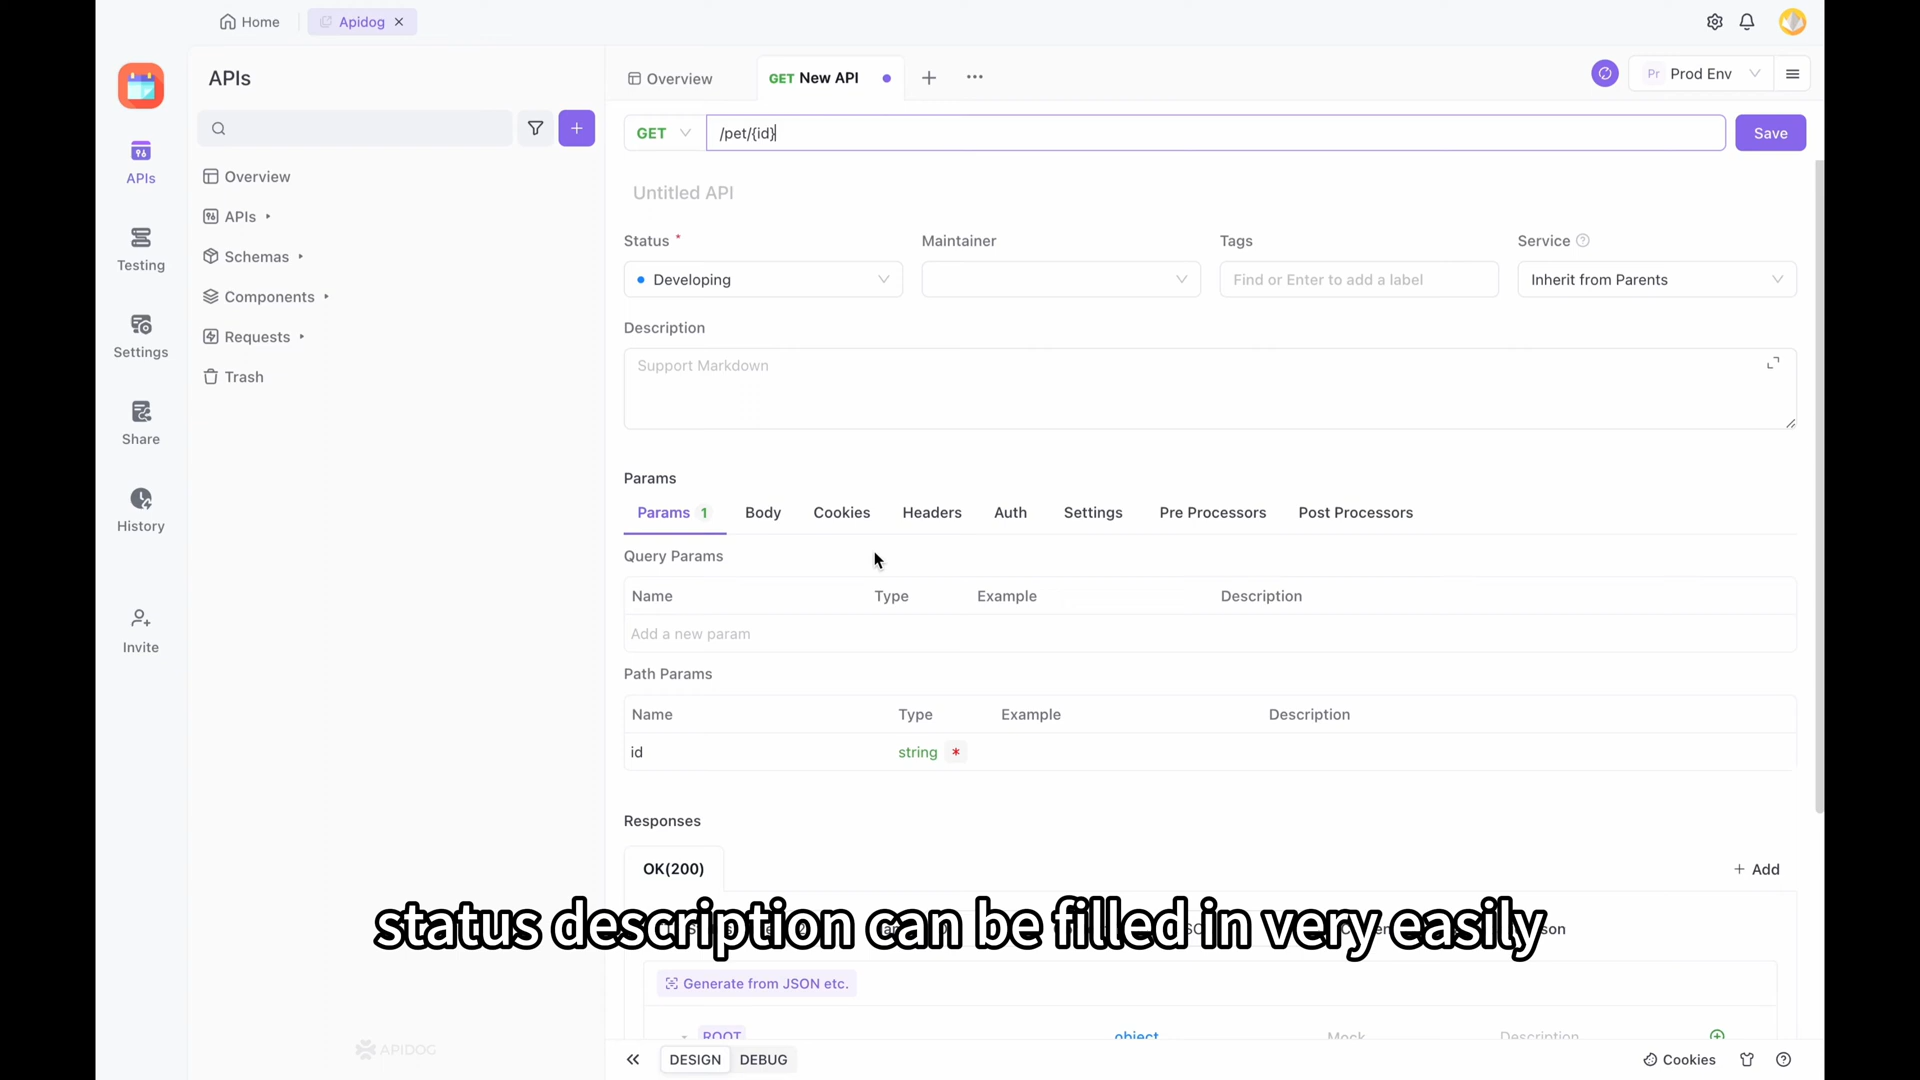 Home
Apidog
APIs
Overview
GET New API
Pr Prod Env
GET
/pet/{id}
Save
APIs
Testing
Settings
Share
History
Invite
Overview
APIs
Schemas
Components
Requests
Trash
Untitled API
Status *
Maintainer
Tags
Service
Developing
Find or Enter to add a label
Inherit from Parents
Description
Support Markdown
Params
Params 1 Body Cookies Headers Auth Settings Pre Processors Post Processors
Query Params
Name Type Example Description
Add a new param
Path Params
Name Type Example Description
id string *
Responses
OK(200)
+ Add
status description can be filled in very easily
Generate from JSON etc.
ROOT object Mock Description
APIDOG
DESIGN DEBUG
Cookies